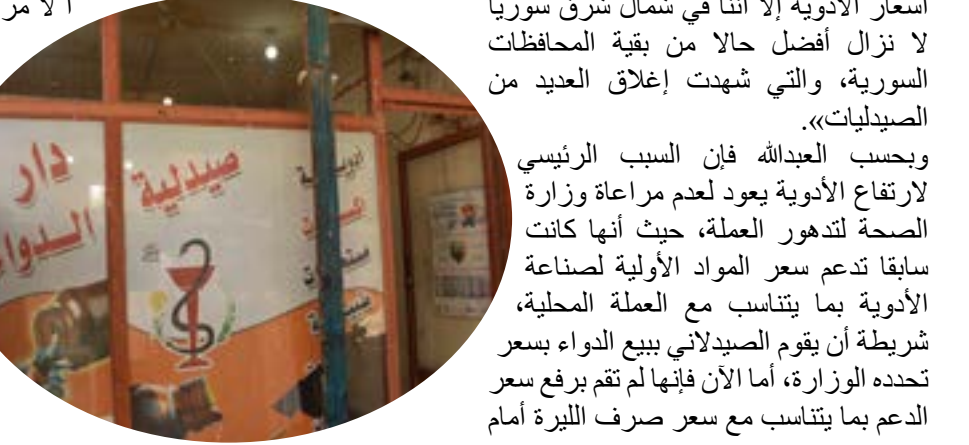 أسعار الأدوية إلا أننا في شمال شرق سوريا
لا نزال أفضل حالا من بقية المحافظات
السورية، والتي شهدت إغلاق العديد من
الصيدليات».
وبحسب العبدالله فإن السبب الرئيسي
لارتفاع الأدوية يعود لعدم مراعاة وزارة
الصحة لتدهور العملة، حيث أنها كانت
سابقا تدعم سعر المواد الأولية لصناعة
الأدوية بما يتناسب مع العملة المحلية،
شريطة أن يقوم الصيدلاني ببيع الدواء بسعر
تحدده الوزارة، أما الآن فإنها لم تقم برفع سعر
الدعم بما يتناسب مع سعر صرف الليرة أمام
صيدلية
دار
الدواء